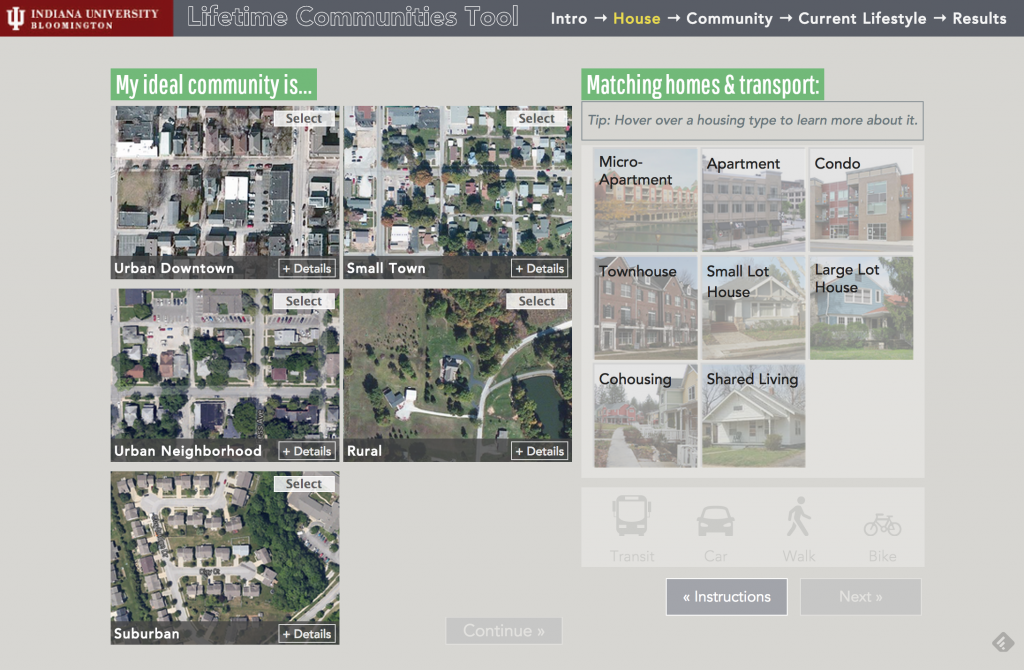 INDIANA UNIVERSITY
BLOOMINGTON
Lifetime Communities Tool
Intro → House → Community → Current Lifestyle → Results
My ideal community is...
Select
Urban Downtown
+ Details
Select
Small Town
+ Details
Select
Urban Neighborhood
+ Details
Select
Rural
+ Details
Select
Suburban
+ Details
Continue »
Matching homes & transport:
Tip: Hover over a housing type to learn more about it.
Micro-
Apartment
Apartment
Condo
Townhouse
Small Lot
House
Large Lot
House
Cohousing
Shared Living
Transit
Car
Walk
Bike
« Instructions
Next »